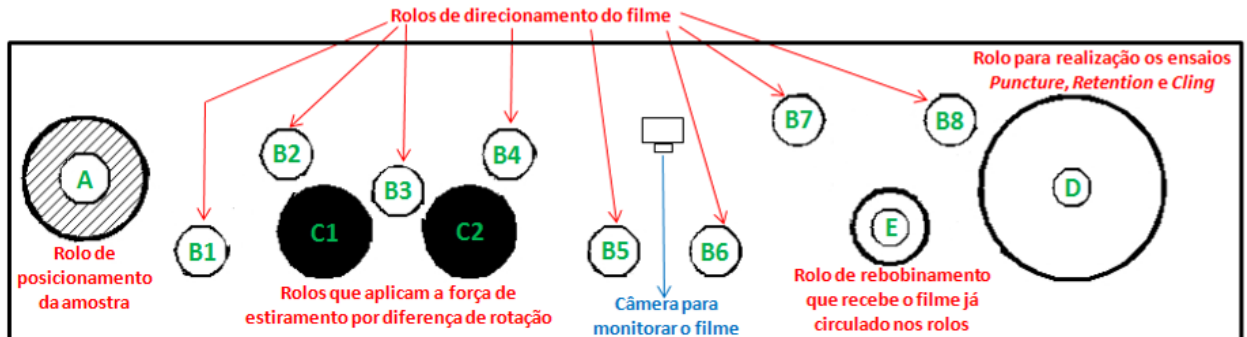 Rolos de direcionamento do filme
Rolo para realização os ensaios
Puncture, Retention e Cling
B7
B8
B2
B4
A
B3
D
C1
C2
E
B1
B5
B6
Rolo de
posicionamento
da amostra
Rolos que aplicam a força de
estiramento por diferença de rotação
Câmera para
monitorar o filme
Rolo de rebobinamento
que recebe o filme já
circulado nos rolos